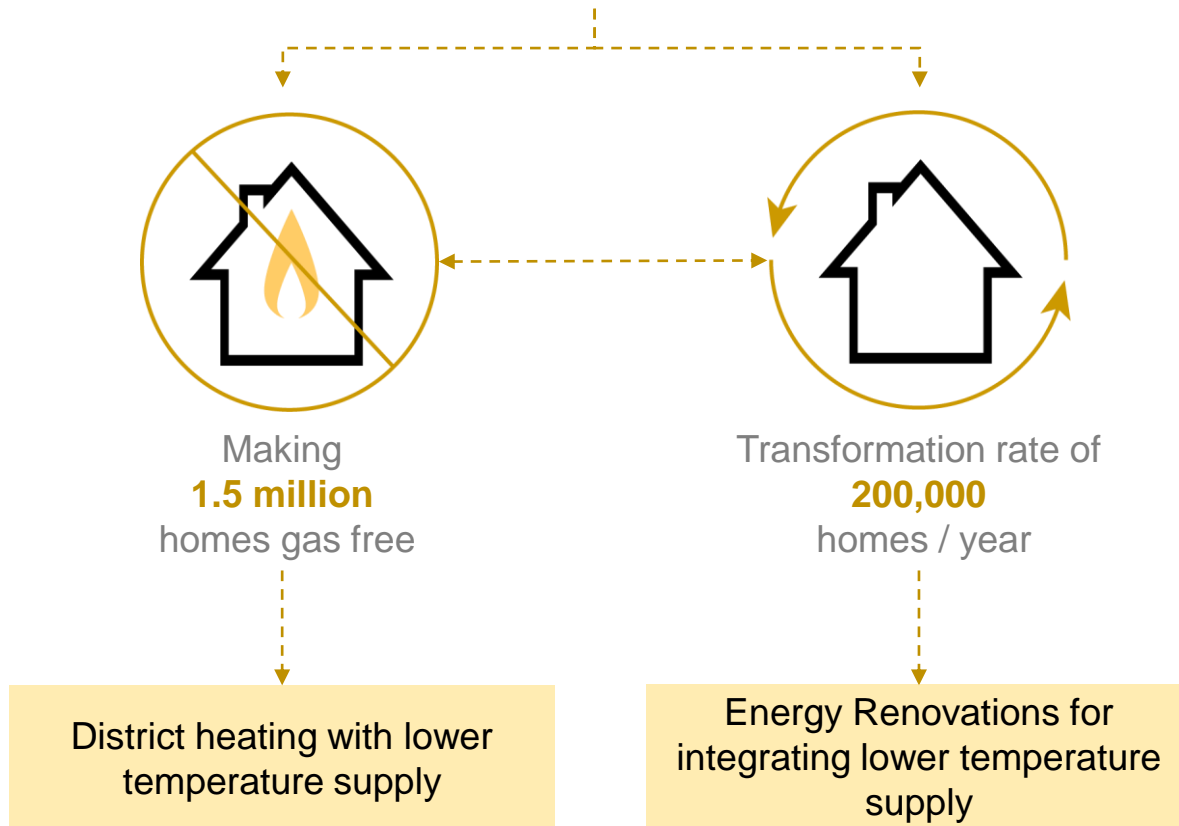 Making
1.5 million
homes gas free
Transformation rate of
200,000
homes / year
District heating with lower
temperature supply
Energy Renovations for
integrating lower temperature
supply